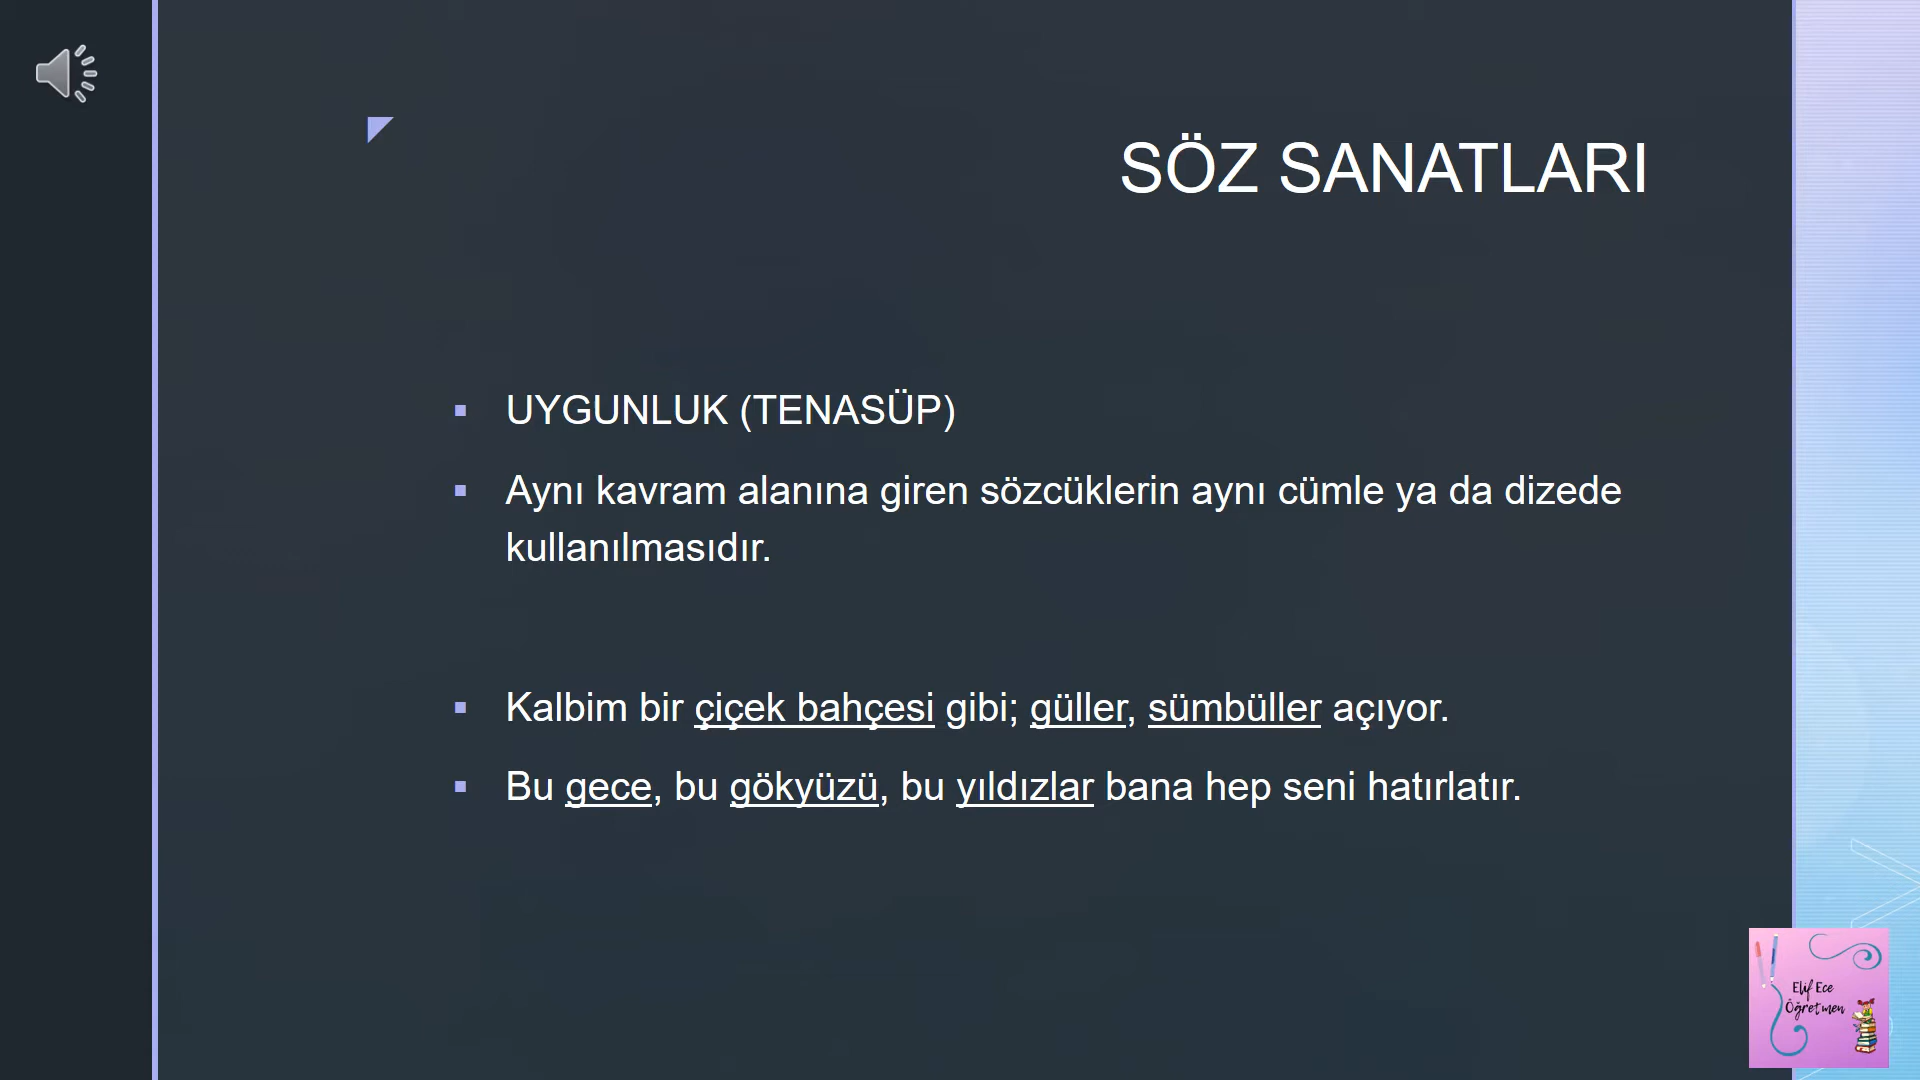 SÖZ SANATLARI
UYGUNLUK (TENASÜP)
Aynı kavram alanına giren sözcüklerin aynı cümle ya da dizede
kullanılmasıdır.
Kalbim bir çiçek bahçesi gibi; güller, sümbüller açıyor.
Bu gece, bu gökyüzü, bu yıldızlar bana hep seni hatırlatır.
Elif Ece
Öğretmen